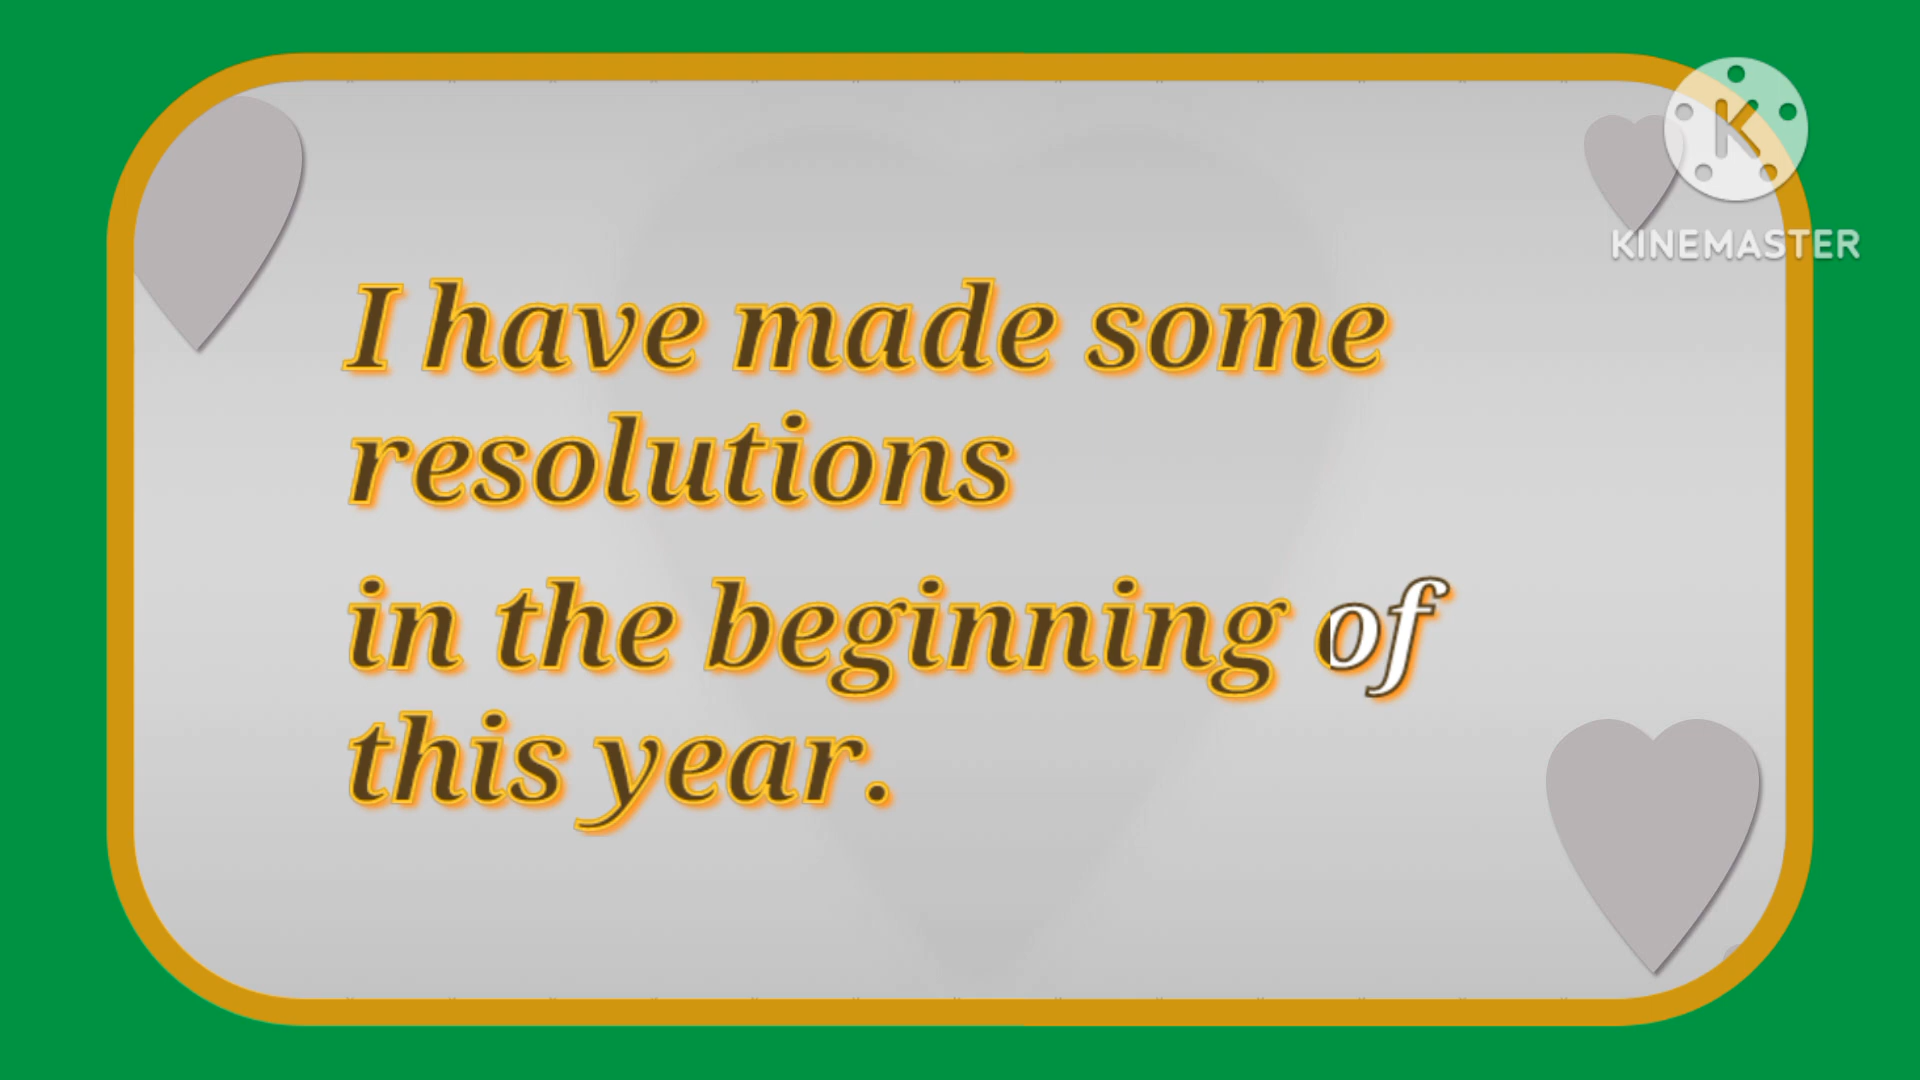 KINEMASTER
I have made some
resolutions
in the beginning of
this year.